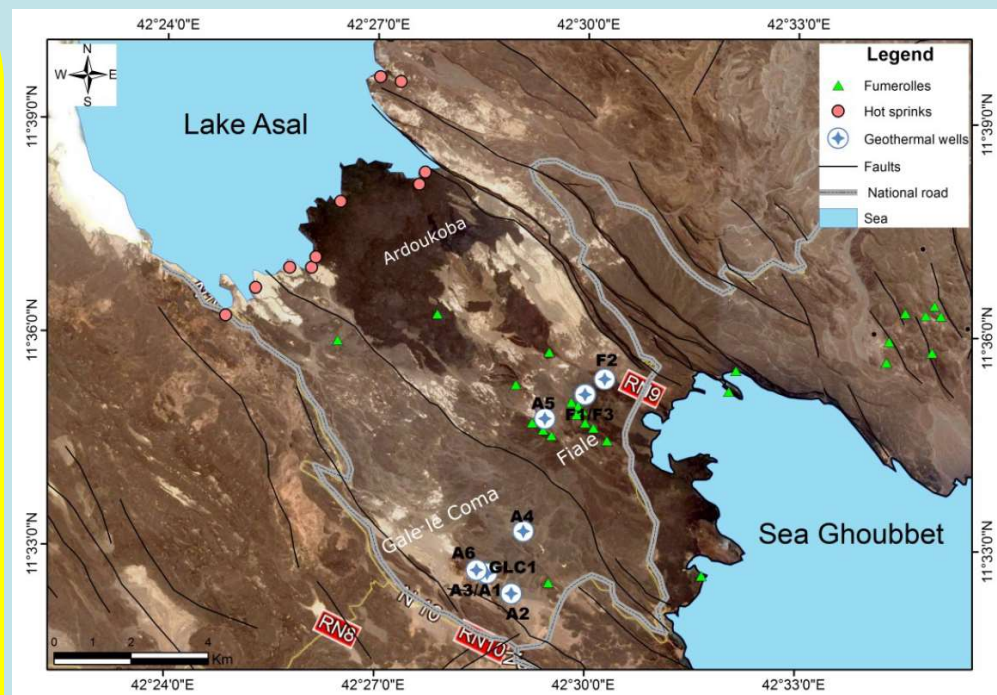 42°24'0"E 42°27'0"E 42°30'0"E 42°33'0"E
N
W E
S
Legend
Fumerolles
Hot sprinks
Geothermal wells
Faults
National road
Sea
11°39'0"N 11°39'0"N
Lake Asal
Ardoukoba
11°36'0"N 11°36'0"N
F2
RN9
A5
F1/F3
Fiale
Gale le Coma
A4
Sea Ghoubbet
11°33'0"N 11°33'0"N
A6
GLC1
A3/A1
A2
N 10
RN8
RN10
0 2 4
Km
42°24'0"E 42°27'0"E 42°30'0"E 42°33'0"E